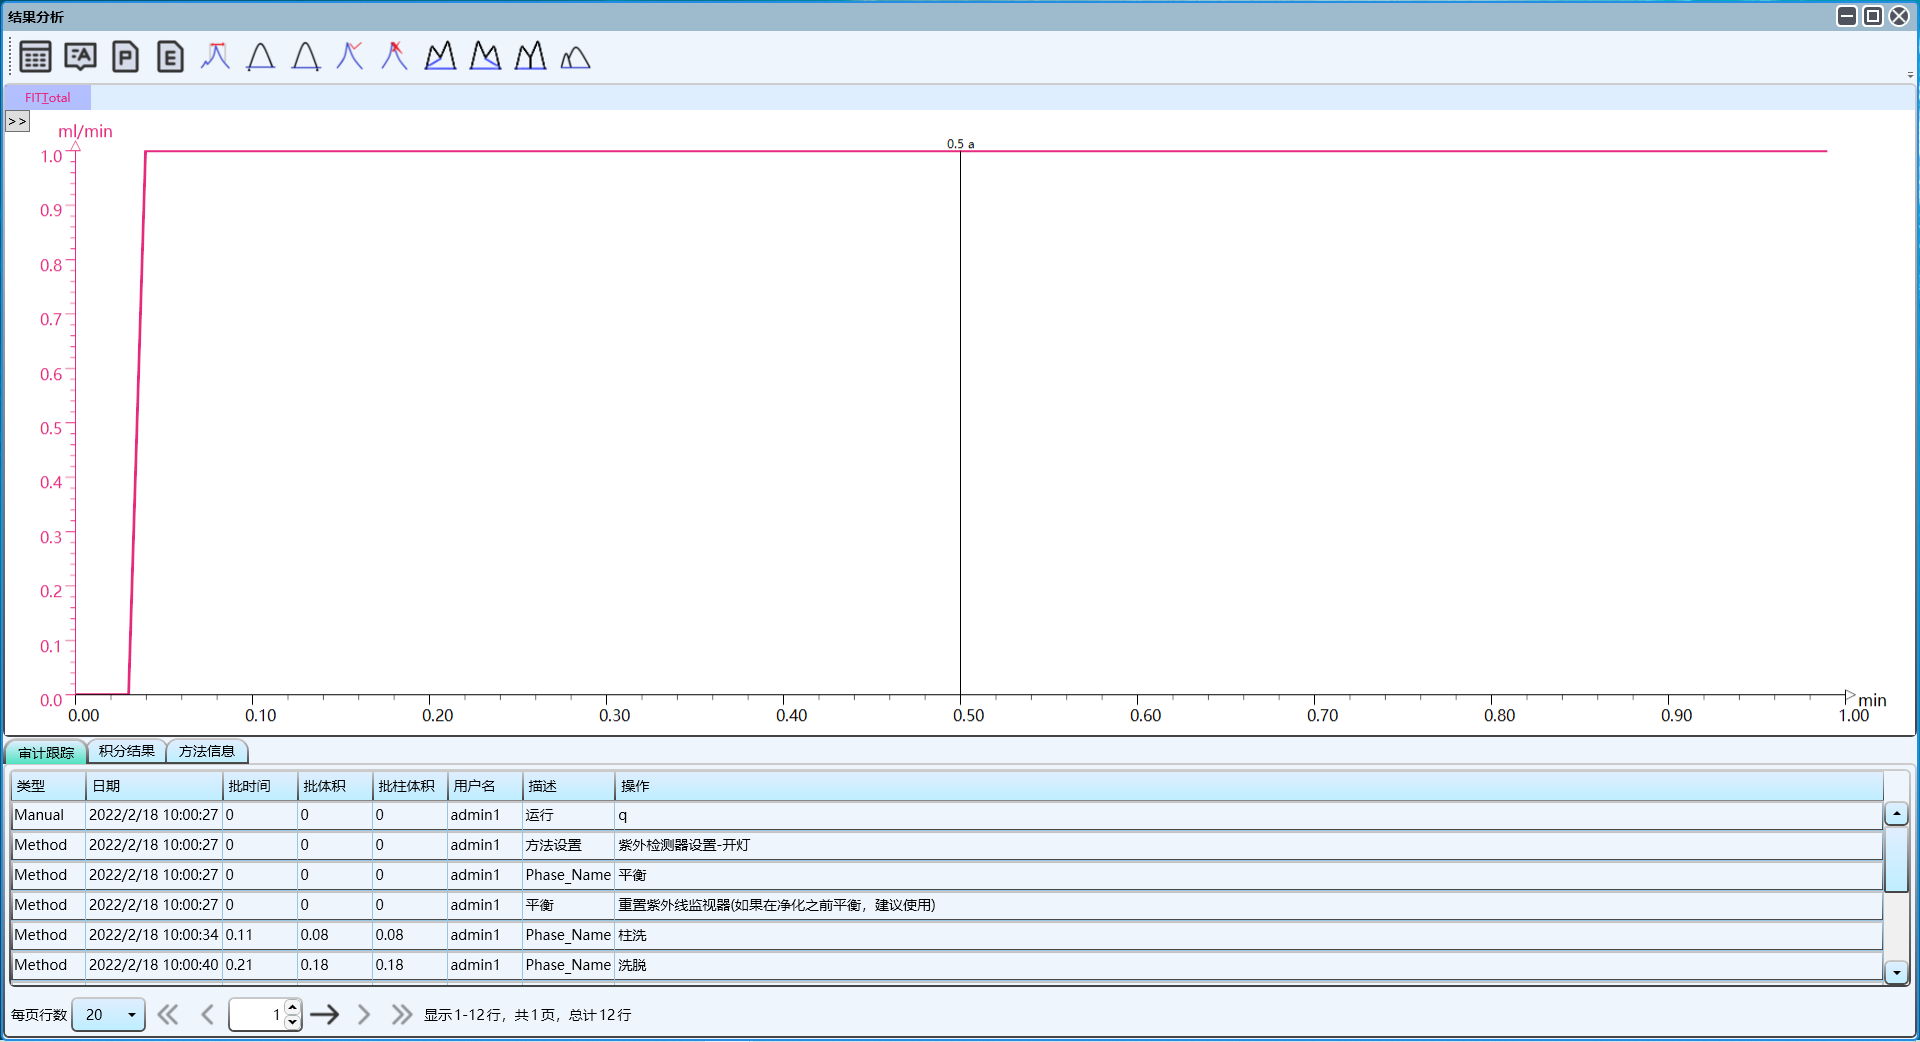 结果分析
A P E
FITTotal
>>
ml/min
0.5 a
1.0
0.9
0.8
0.7
0.6
0.5
0.4
0.3
0.2
0.1
0.0
min
0.00 0.10 0.20 0.30 0.40 0.50 0.60 0.70 0.80 0.90 1.00
审计跟踪 积分结果 方法信息
类型 日期 批时间 批体积 批柱体积 用户名 描述 操作
Manual 2022/2/18 10:00:27 0 0 0 admin1 运行 q
Method 2022/2/18 10:00:27 0 0 0 admin1 方法设置 紫外检测器设置-开灯
Method 2022/2/18 10:00:27 0 0 0 admin1 Phase_Name 平衡
Method 2022/2/18 10:00:27 0 0 0 admin1 平衡 重置紫外线监视器(如果在净化之前平衡，建议使用)
Method 2022/2/18 10:00:34 0.11 0.08 0.08 admin1 Phase_Name 柱洗
Method 2022/2/18 10:00:40 0.21 0.18 0.18 admin1 Phase_Name 洗脱
每页行数 20 1 显示1-12行，共1页，总计12行